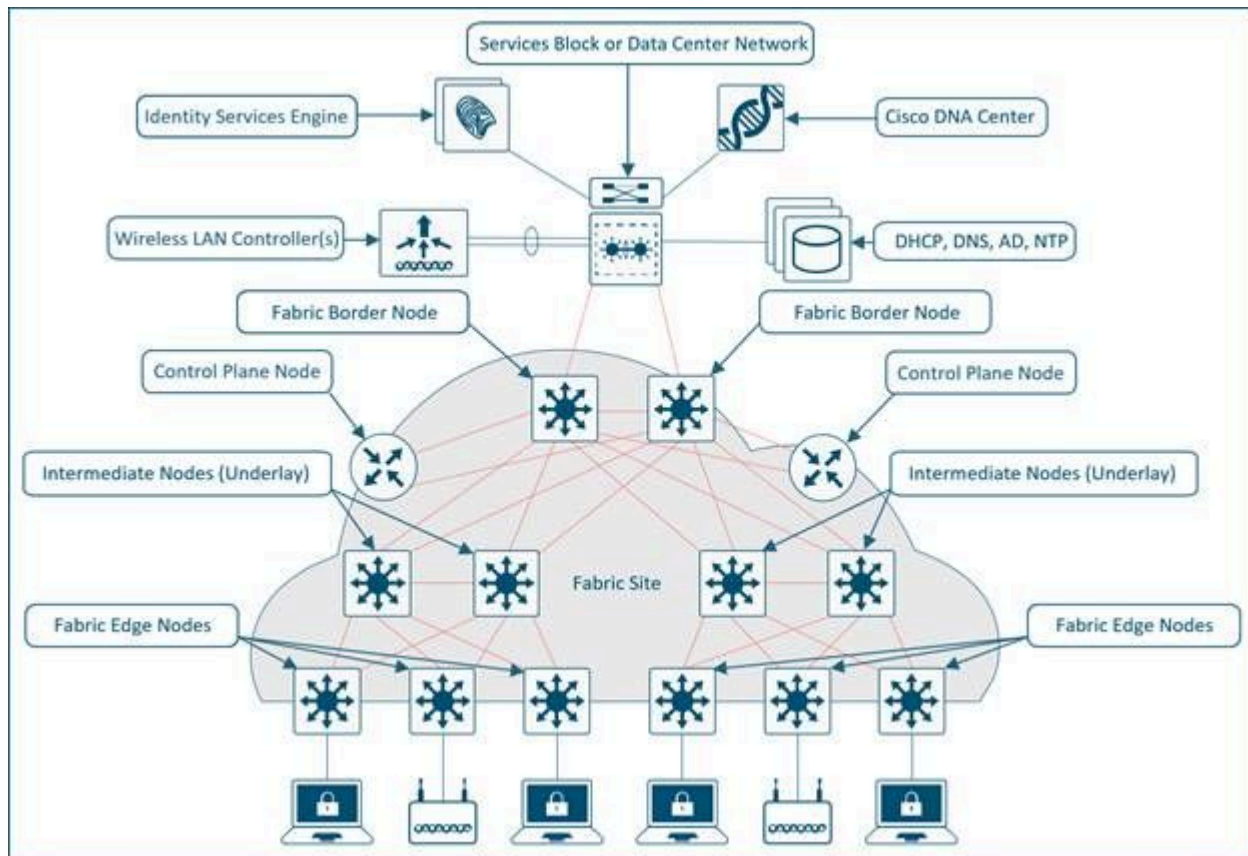 Services Block or Data Center Network
Identity Services Engine
Cisco DNA Center
Wireless LAN Controller(s)
DHCP, DNS, AD, NTP
Fabric Border Node
Fabric Border Node
Control Plane Node
Control Plane Node
Intermediate Nodes (Underlay)
Intermediate Nodes (Underlay)
Fabric Site
Fabric Edge Nodes
Fabric Edge Nodes